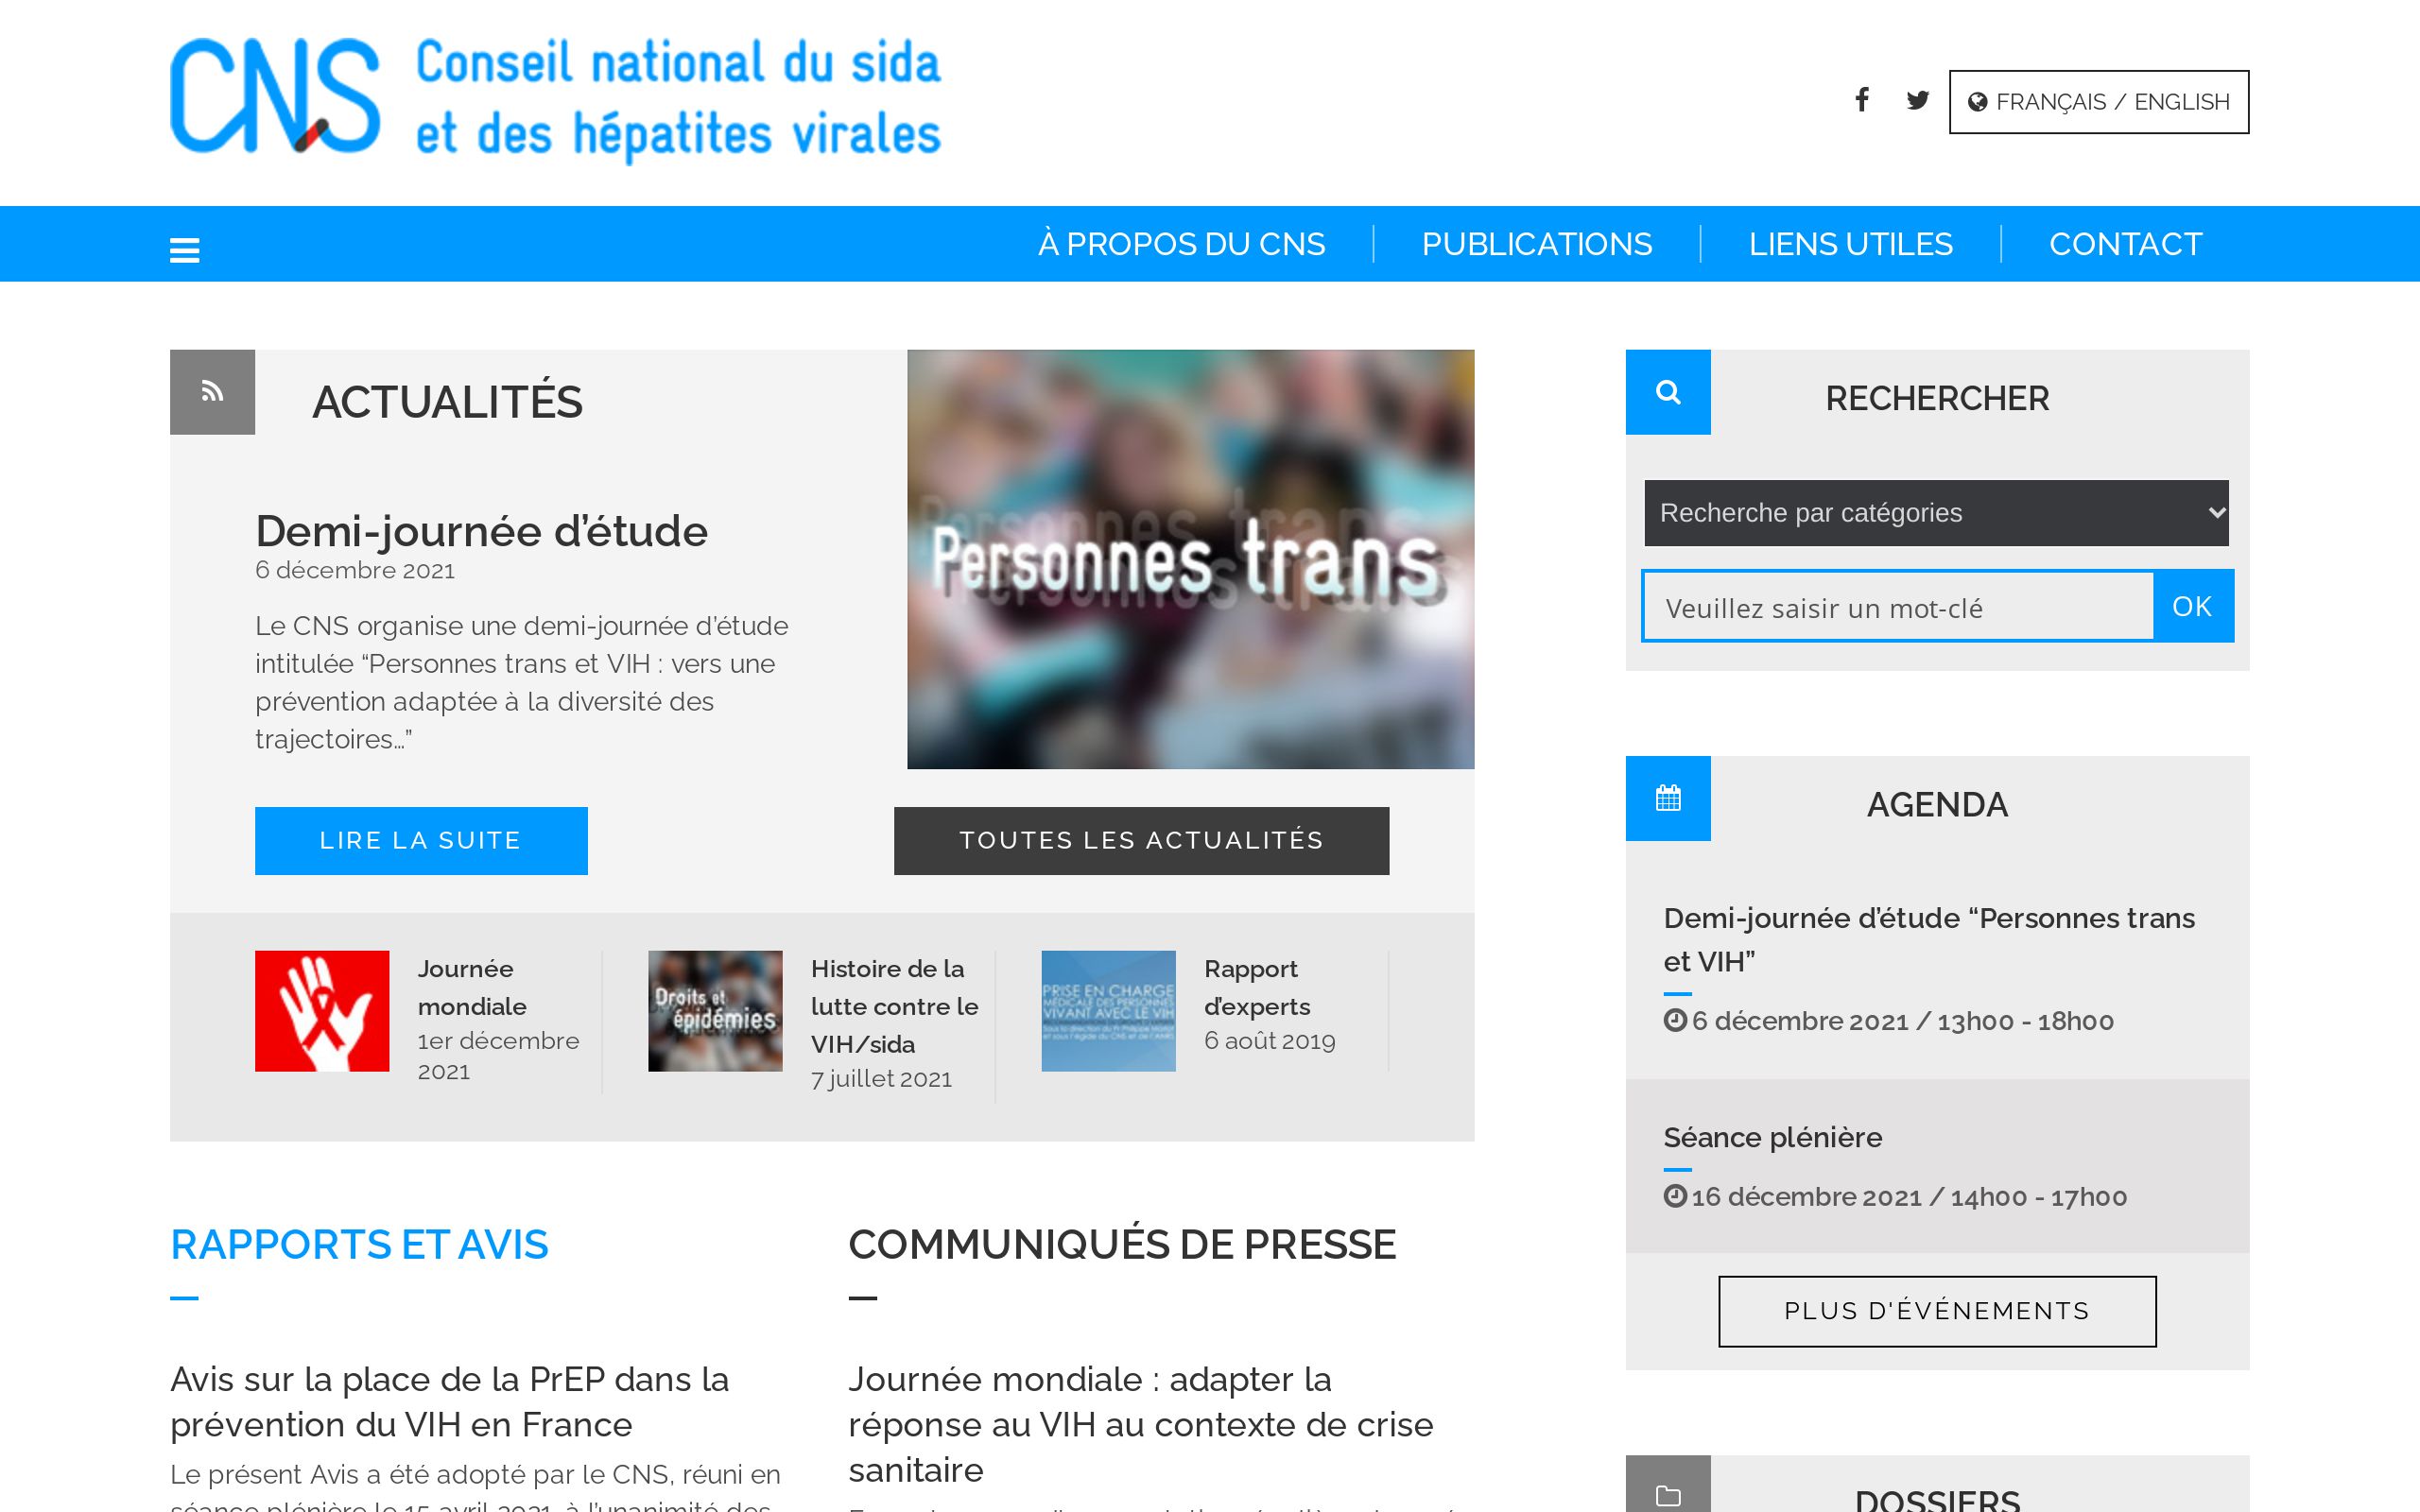 CNS
Conseil national du sida
et des hépatites virales
FRANÇAIS / ENGLISH
À PROPOS DU CNS
PUBLICATIONS
LIENS UTILES
CONTACT
ACTUALITÉS
Demi-journée d’étude
6 décembre 2021
Le CNS organise une demi-journée d’étude
intitulée “Personnes trans et VIH : vers une
prévention adaptée à la diversité des
trajectoires…”
Personnes trans
LIRE LA SUITE
TOUTES LES ACTUALITÉS
Journée
mondiale
1er décembre
2021
Droits et
épidémies
Histoire de la
lutte contre le
VIH/sida
7 juillet 2021
PRISE EN CHARGE
MÉDICALE DES PERSONNES
VIVANT AVEC LE VIH
Rapport
d’experts
6 août 2019
RAPPORTS ET AVIS
Avis sur la place de la PrEP dans la
prévention du VIH en France
Le présent Avis a été adopté par le CNS, réuni en
séance plénière le 15 avril 2021, à l’unanimité des
COMMUNIQUÉS DE PRESSE
Journée mondiale : adapter la
réponse au VIH au contexte de crise
sanitaire
RECHERCHER
Recherche par catégories
Veuillez saisir un mot-clé
OK
AGENDA
Demi-journée d’étude “Personnes trans
et VIH”
6 décembre 2021 / 13h00 - 18h00
Séance plénière
16 décembre 2021 / 14h00 - 17h00
PLUS D'ÉVÉNEMENTS
DOSSIERS